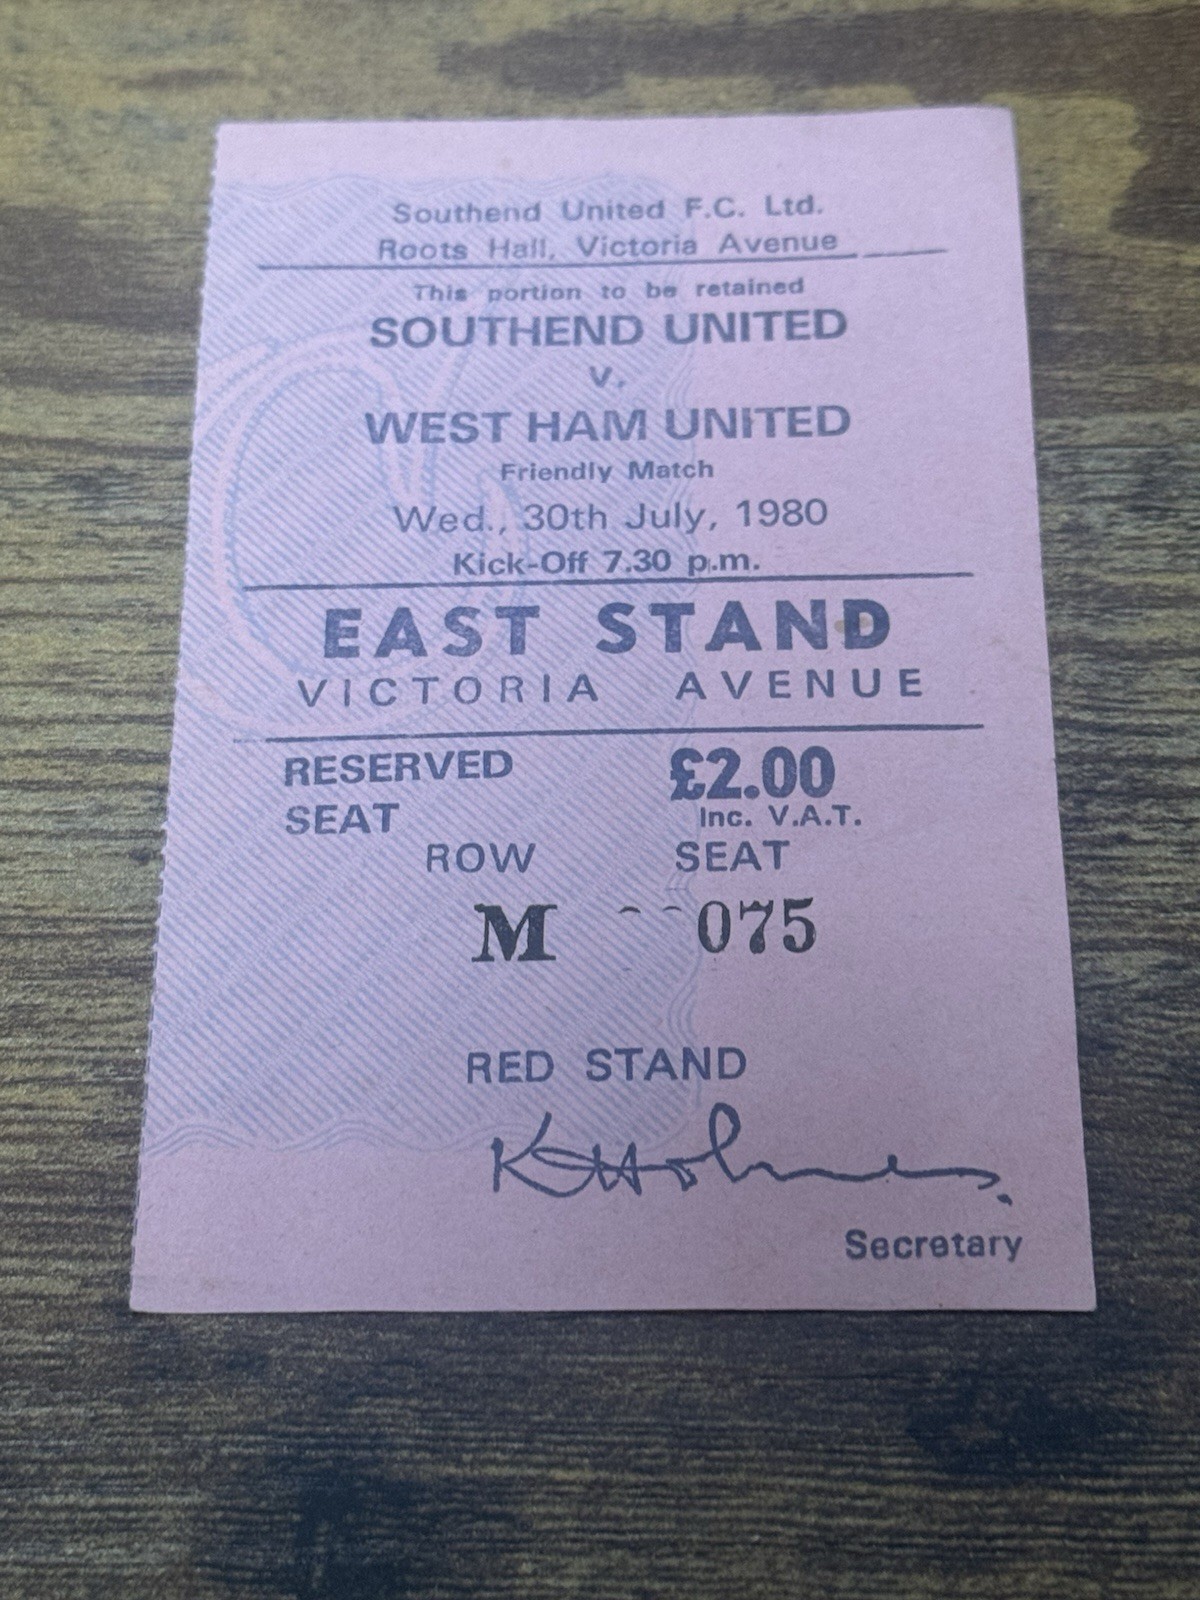 Southend United F.C. Ltd.
Roots Hall, Victoria Avenue
This portion to be retained
SOUTHEND UNITED
v.
WEST HAM UNITED
Friendly Match
Wed., 30th July, 1980
Kick-Off 7.30 p.m.
EAST STAND
VICTORIA AVENUE
RESERVED £2.00
SEAT Inc. V.A.T.
ROW SEAT
M 075
RED STAND
K Holmes.
Secretary